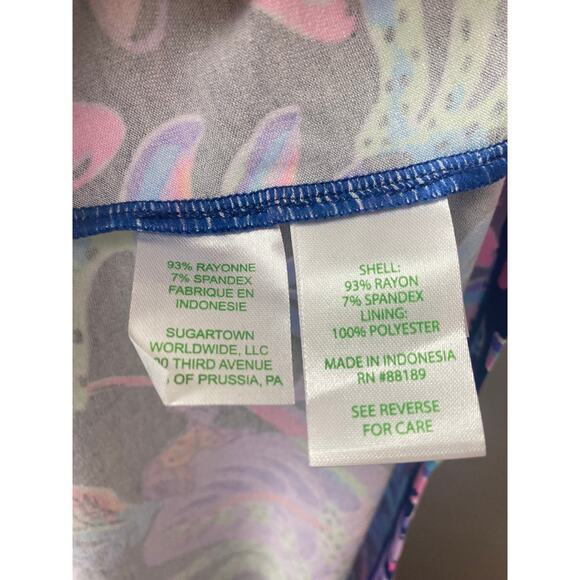 93% RAYONNE
7% SPANDEX
FABRIQUE EN
INDONESIE
SUGARTOWN
WORLDWIDE, LLC
00 THIRD AVENUE
OF PRUSSIA, PA
SHELL:
93% RAYON
7% SPANDEX
LINING:
100% POLYESTER
MADE IN INDONESIA
RN #88189
SEE REVERSE
FOR CARE